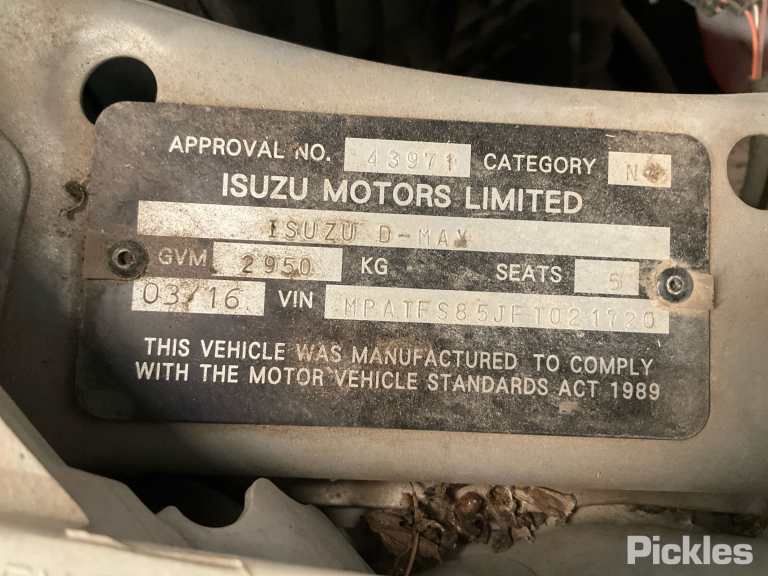 APPROVAL NO. 43971 CATEGORY
ISUZU MOTORS LIMITED
ISUZU D-MAX
GVM 2950 KG SEATS 5
03/16 VIN MPATFS85JFT021720
THIS VEHICLE WAS MANUFACTURED TO COMPLY
WITH THE MOTOR VEHICLE STANDARDS ACT 1989
Pickles